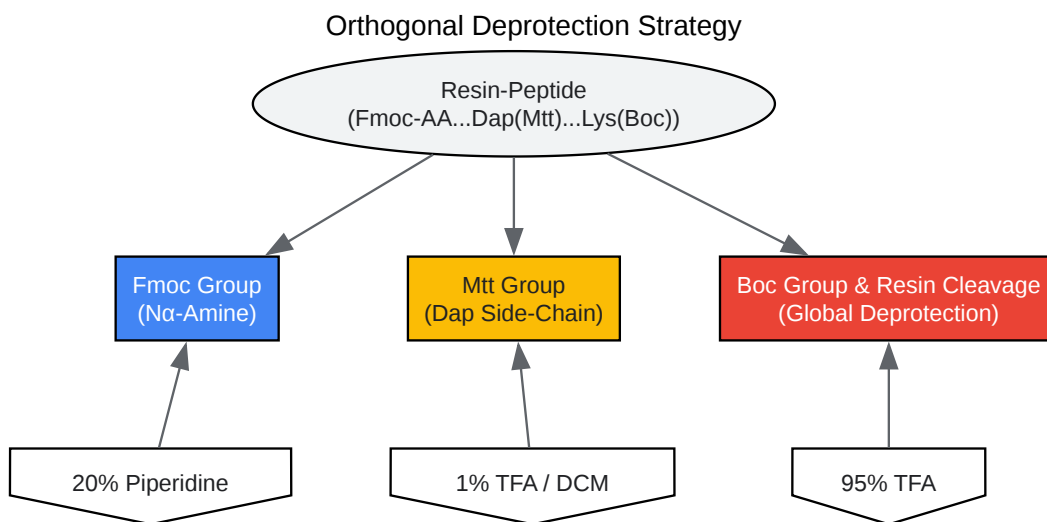 Orthogonal Deprotection Strategy
Resin-Peptide
(Fmoc-AA...Dap(Mtt)...Lys(Boc))
Fmoc Group
(Nα-Amine)
Mtt Group
(Dap Side-Chain)
Boc Group & Resin Cleavage
(Global Deprotection)
20% Piperidine
1% TFA / DCM
95% TFA